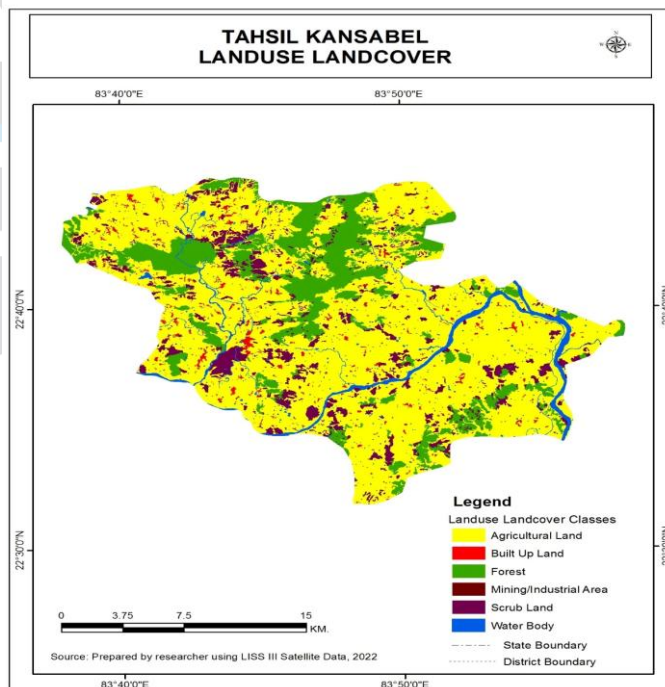 TAHSIL KANSABEL
LANDUSE LANDCOVER
N
W E
S
83°40'0"E 83°50'0"E
22°40'0"N
22°30'0"N
Legend
Landuse Landcover Classes
Agricultural Land
Built Up Land
Forest
Mining/Industrial Area
Scrub Land
Water Body
State Boundary
District Boundary
0 3.75 7.5 15
KM.
Source: Prepared by researcher using LISS III Satellite Data, 2022
83°40'0"E 83°50'0"E